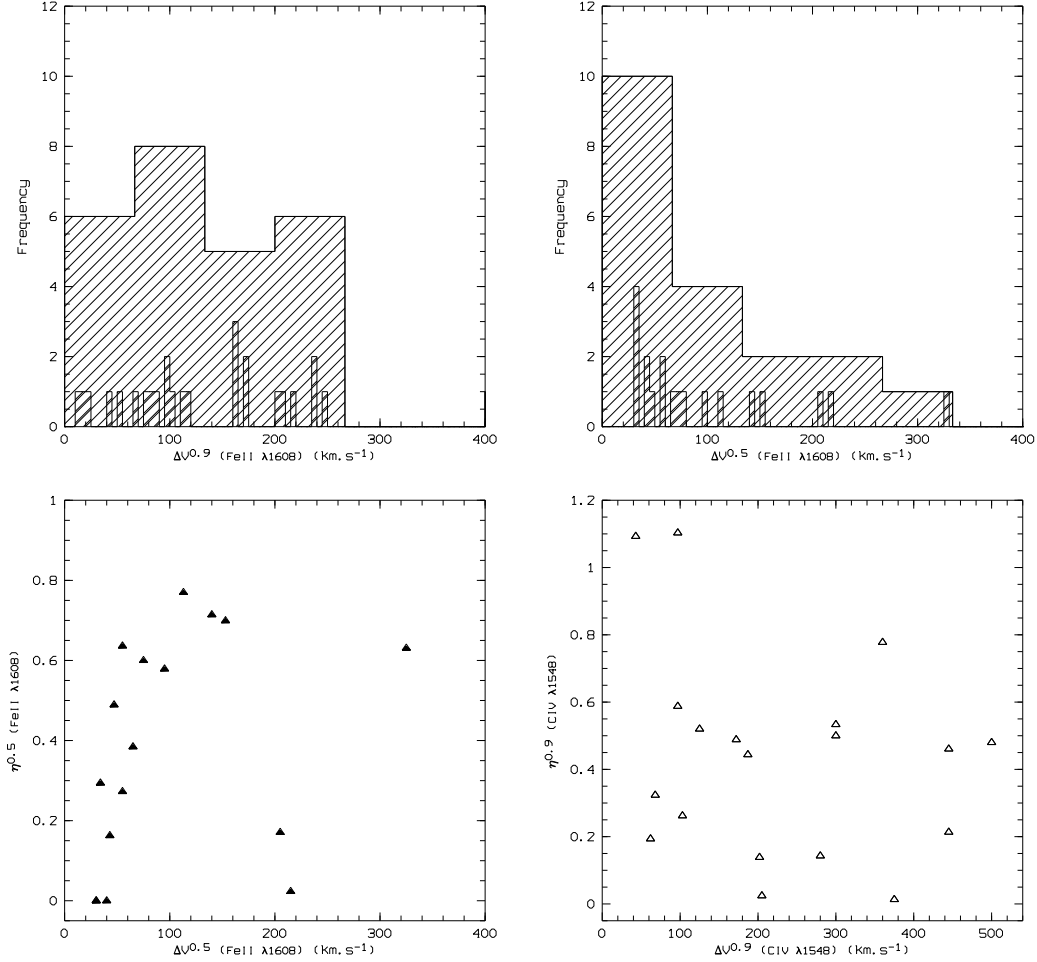 12
10
8
6
4
2
0
Frequency
0 100 200 300 400
ΔV^0.9 (FeII λ1608) (km.s^-1)
12
10
8
6
4
2
0
Frequency
0 100 200 300 400
ΔV^0.5 (FeII λ1608) (km.s^-1)
1
0.8
0.6
0.4
0.2
0
η^0.5 (FeII λ1608)
0 100 200 300 400
ΔV^0.5 (FeII λ1608) (km.s^-1)
1.2
1
0.8
0.6
0.4
0.2
0
η^0.9 (CIV λ1548)
0 100 200 300 400 500
ΔV^0.9 (CIV λ1548) (km.s^-1)